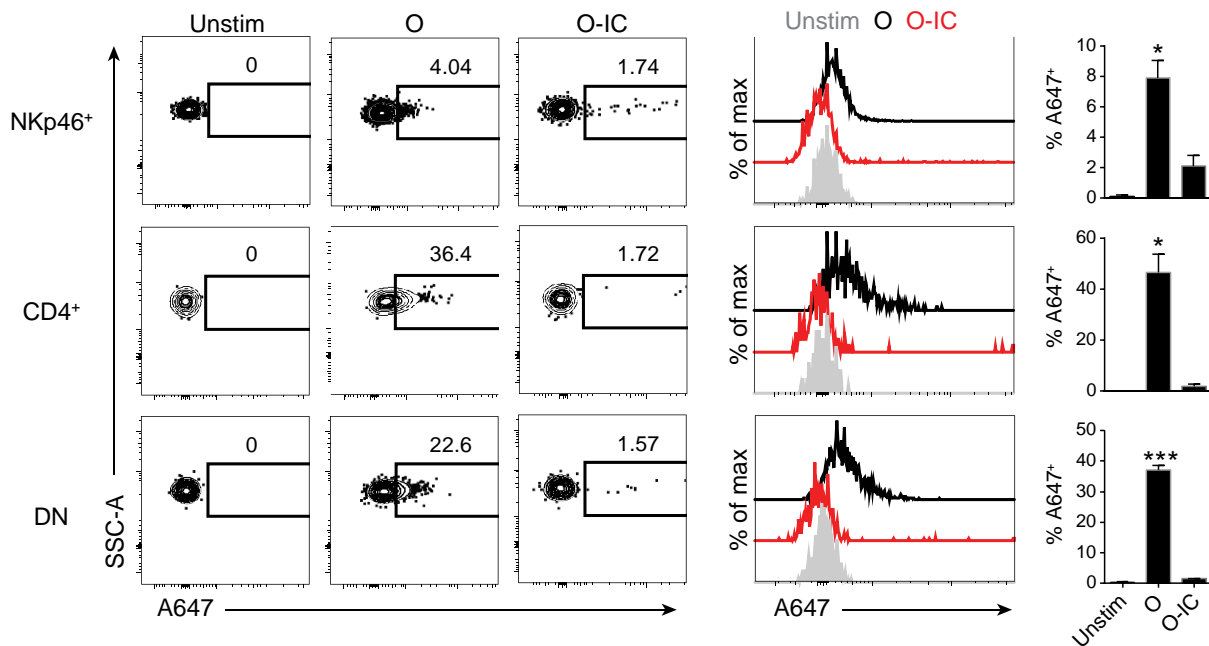 Unstim O O-IC
Unstim O O-IC
NKp46⁺
0
4.04
1.74
% of max
% A647⁺
10
8
6
4
2
0
*
CD4⁺
0
36.4
1.72
% of max
% A647⁺
60
40
20
0
*
DN
0
22.6
1.57
% of max
% A647⁺
50
40
30
20
10
0
***
SSC-A
A647
A647
Unstim
O
O-IC